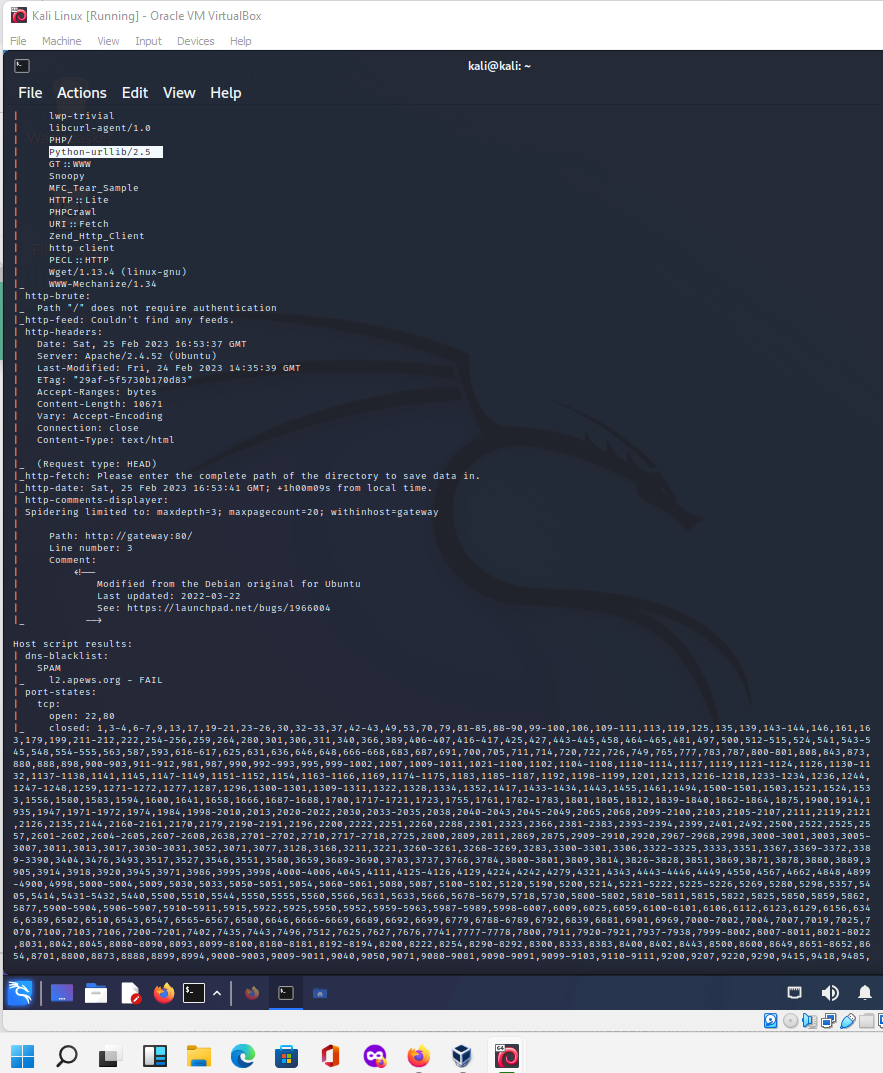 Kali Linux [Running] - Oracle VM VirtualBox
File Machine View Input Devices Help
kali@kali: ~
File Actions Edit View Help
|     lwp-trivial
|     libcurl-agent/1.0
|     PHP/
|     Python-urllib/2.5
|     GT::WWW
|     Snoopy
|     MFC_Tear_Sample
|     HTTP::Lite
|     PHPCrawl
|     URI::Fetch
|     Zend_Http_Client
|     http client
|     PECL::HTTP
|     Wget/1.13.4 (linux-gnu)
|_    WWW-Mechanize/1.34
| http-brute:
|_  Path "/" does not require authentication
|_http-feed: Couldn't find any feeds.
| http-headers:
|   Date: Sat, 25 Feb 2023 16:53:37 GMT
|   Server: Apache/2.4.52 (Ubuntu)
|   Last-Modified: Fri, 24 Feb 2023 14:35:39 GMT
|   ETag: "29af-5f5730b170d83"
|   Accept-Ranges: bytes
|   Content-Length: 10671
|   Vary: Accept-Encoding
|   Connection: close
|   Content-Type: text/html
|
|_  (Request type: HEAD)
|_http-fetch: Please enter the complete path of the directory to save data in.
|_http-date: Sat, 25 Feb 2023 16:53:41 GMT; +1h00m09s from local time.
| http-comments-displayer:
| Spidering limited to: maxdepth=3; maxpagecount=20; withinhost=gateway
|
|     Path: http://gateway:80/
|     Line number: 3
|     Comment:
|         <!--
|             Modified from the Debian original for Ubuntu
|             Last updated: 2022-03-22
|             See: https://launchpad.net/bugs/1966004
|_          -->
Host script results:
| dns-blacklist:
|   SPAM
|_    l2.apews.org - FAIL
| port-states:
|   tcp:
|     open: 22,80
|_    closed: 1,3-4,6-7,9,13,17,19-21,23-26,30,32-33,37,42-43,49,53,70,79,81-85,88-90,99-100,106,109-111,113,119,125,135,139,143-144,146,161,16
3,179,199,211-212,222,254-256,259,264,280,301,306,311,340,366,389,406-407,416-417,425,427,443-445,458,464-465,481,497,500,512-515,524,541,543-5
45,548,554-555,563,587,593,616-617,625,631,636,646,648,666-668,683,687,691,700,705,711,714,720,722,726,749,765,777,783,787,800-801,808,843,873,
880,888,898,900-903,911-912,981,987,990,992-993,995,999-1002,1007,1009-1011,1021-1100,1102,1104-1108,1110-1114,1117,1119,1121-1124,1126,1130-11
32,1137-1138,1141,1145,1147-1149,1151-1152,1154,1163-1166,1169,1174-1175,1183,1185-1187,1192,1198-1199,1201,1213,1216-1218,1233-1234,1236,1244,
1247-1248,1259,1271-1272,1277,1287,1296,1300-1301,1309-1311,1322,1328,1334,1352,1417,1433-1434,1443,1455,1461,1494,1500-1501,1503,1521,1524,153
3,1556,1580,1583,1594,1600,1641,1658,1666,1687-1688,1700,1717-1721,1723,1755,1761,1782-1783,1801,1805,1812,1839-1840,1862-1864,1875,1900,1914,1
935,1947,1971-1972,1974,1984,1998-2010,2013,2020-2022,2030,2033-2035,2038,2040-2043,2045-2049,2065,2068,2099-2100,2103,2105-2107,2111,2119,2121
,2126,2135,2144,2160-2161,2170,2179,2190-2191,2196,2200,2222,2251,2260,2288,2301,2323,2366,2381-2383,2393-2394,2399,2401,2492,2500,2522,2525,25
57,2601-2602,2604-2605,2607-2608,2638,2701-2702,2710,2717-2718,2725,2800,2809,2811,2869,2875,2909-2910,2920,2967-2968,2998,3000-3001,3003,3005-
3007,3011,3013,3017,3030-3031,3052,3071,3077,3128,3168,3211,3221,3260-3261,3268-3269,3283,3300-3301,3306,3322-3325,3333,3351,3367,3369-3372,338
9-3390,3404,3476,3493,3517,3527,3546,3551,3580,3659,3689-3690,3703,3737,3766,3784,3800-3801,3809,3814,3826-3828,3851,3869,3871,3878,3880,3889,3
905,3914,3918,3920,3945,3971,3986,3995,3998,4000-4006,4045,4111,4125-4126,4129,4224,4242,4279,4321,4343,4443-4446,4449,4550,4567,4662,4848,4899
-4900,4998,5000-5004,5009,5030,5033,5050-5051,5054,5060-5061,5080,5087,5100-5102,5120,5190,5200,5214,5221-5222,5225-5226,5269,5280,5298,5357,54
05,5414,5431-5432,5440,5500,5510,5544,5550,5555,5560,5566,5631,5633,5666,5678-5679,5718,5730,5800-5802,5810-5811,5815,5822,5825,5850,5859,5862,
5877,5900-5904,5906-5907,5910-5911,5915,5922,5925,5950,5952,5959-5963,5987-5989,5998-6007,6009,6025,6059,6100-6101,6106,6112,6123,6129,6156,634
6,6389,6502,6510,6543,6547,6565-6567,6580,6646,6666-6669,6689,6692,6699,6779,6788-6789,6792,6839,6881,6901,6969,7000-7002,7004,7007,7019,7025,7
070,7100,7103,7106,7200-7201,7402,7435,7443,7496,7512,7625,7627,7676,7741,7777-7778,7800,7911,7920-7921,7937-7938,7999-8002,8007-8011,8021-8022
,8031,8042,8045,8080-8090,8093,8099-8100,8180-8181,8192-8194,8200,8222,8254,8290-8292,8300,8333,8383,8400,8402,8443,8500,8600,8649,8651-8652,86
54,8701,8800,8873,8888,8899,8994,9000-9003,9009-9011,9040,9050,9071,9080-9081,9090-9091,9099-9103,9110-9111,9200,9207,9220,9290,9415,9418,9485,